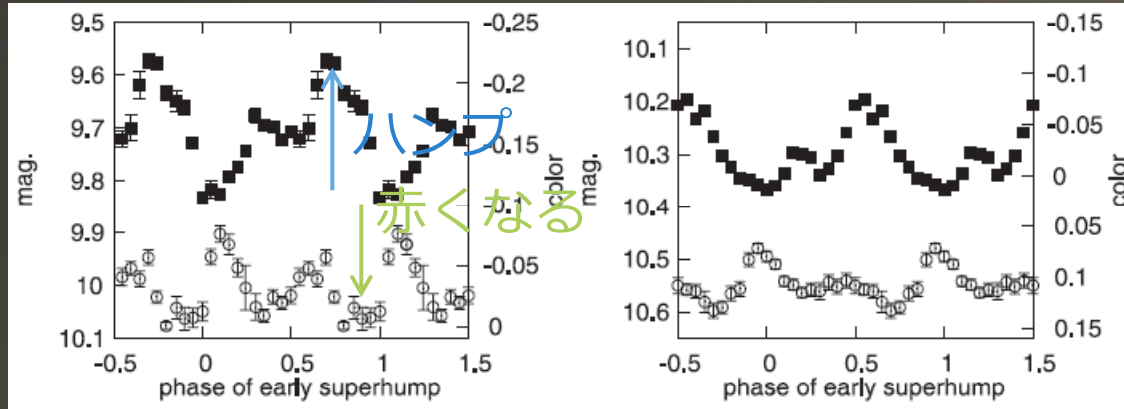 9.5
9.6
9.7
9.8
9.9
10
10.1
mag.
-0.25
-0.2
-0.15
-0.1
-0.05
0
color
-0.5 0 0.5 1 1.5
phase of early superhump
ハンプ
赤くなる
10.1
10.2
10.3
10.4
10.5
10.6
mag.
-0.15
-0.1
-0.05
0
0.05
0.1
0.15
color
-0.5 0 0.5 1 1.5
phase of early superhump